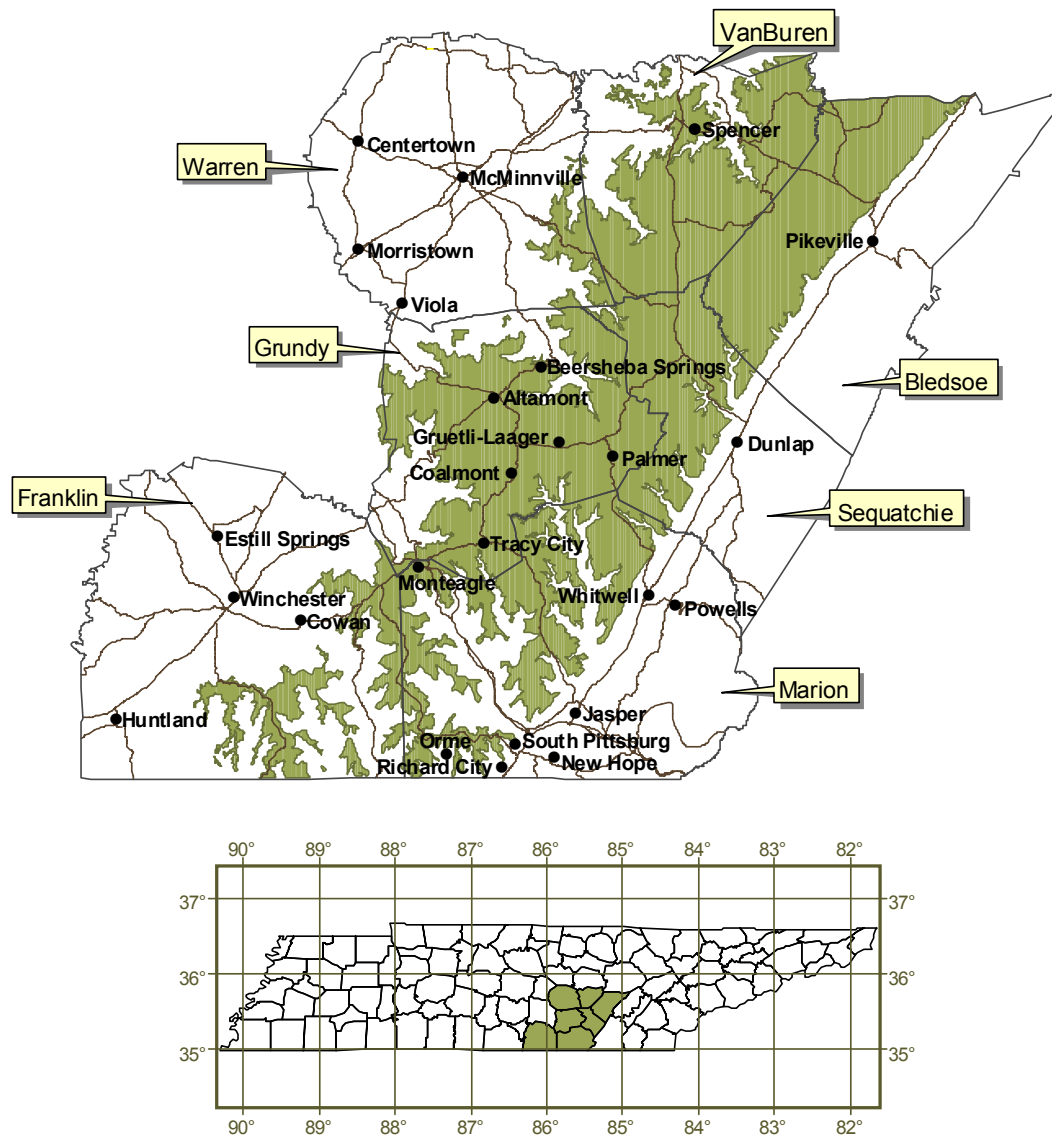 VanBuren
Spencer
Centertown
Warren
McMinnville
Pikeville
Morristown
Viola
Grundy
Beersheba Springs
Bledsoe
Altamont
Gruetli-Laager
Dunlap
Palmer
Coalmont
Franklin
Sequatchie
Estill Springs
Tracy City
Monteagle
Whitwell
Winchester
Powells
Cowan
Marion
Jasper
Huntland
Orme
South Pittsburg
New Hope
Richard City
90° 89° 88° 87° 86° 85° 84° 83° 82°
37° 37°
36° 36°
35° 35°
90° 89° 88° 87° 86° 85° 84° 83° 82°